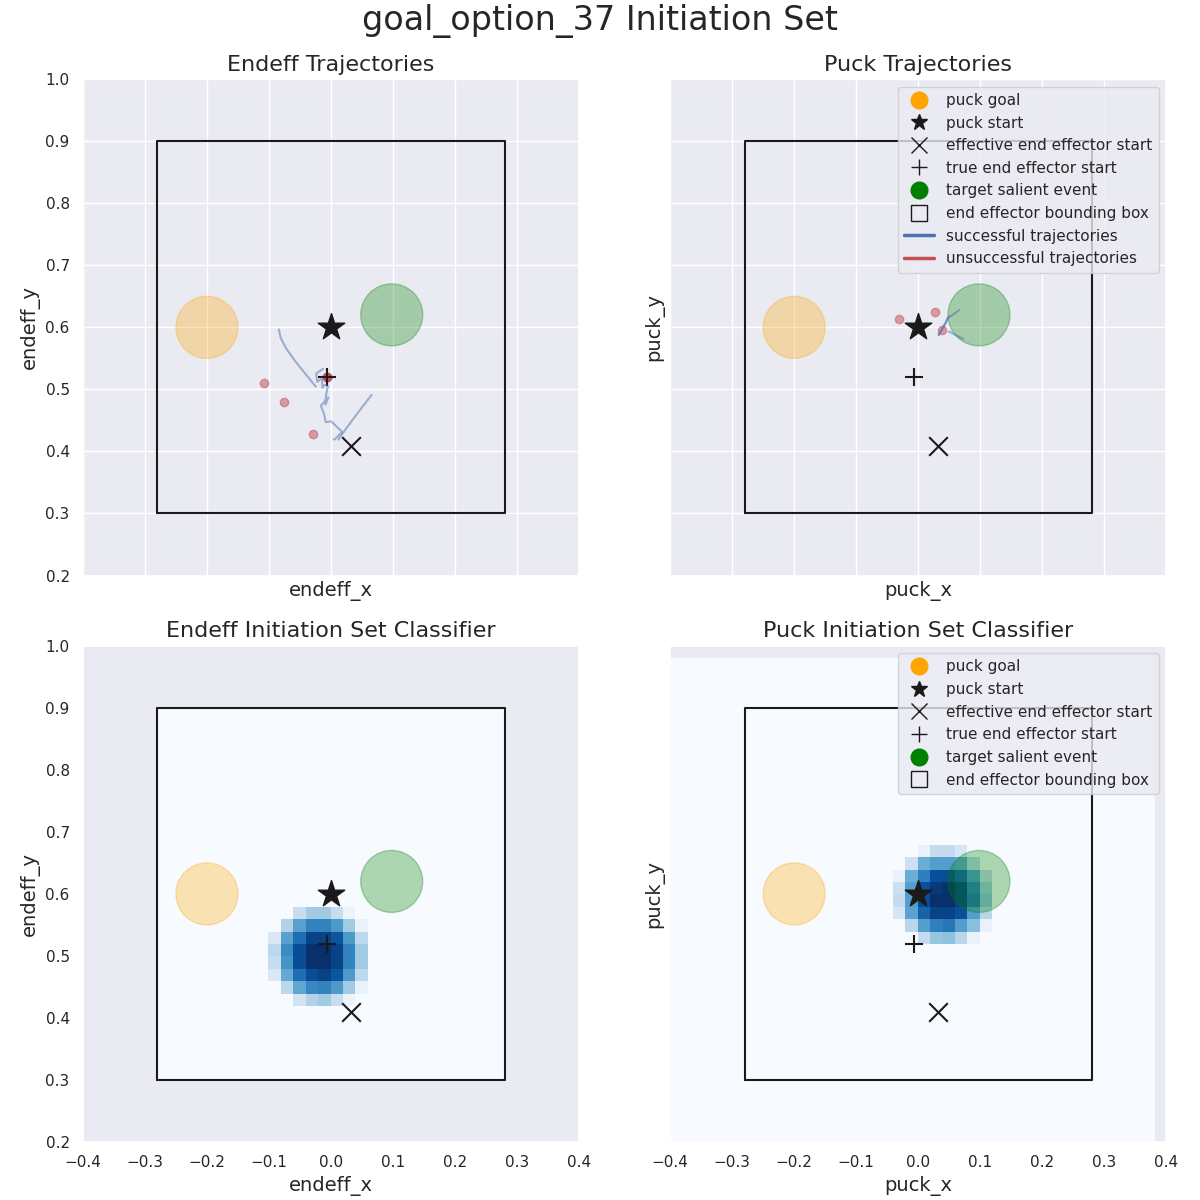 goal_option_37 Initiation Set
Endeff Trajectories
1.0
0.9
0.8
0.7
0.6
0.5
0.4
0.3
0.2
endeff_y
endeff_x
Puck Trajectories
puck goal
puck start
effective end effector start
true end effector start
target salient event
end effector bounding box
successful trajectories
unsuccessful trajectories
puck_y
puck_x
Endeff Initiation Set Classifier
1.0
0.9
0.8
0.7
0.6
0.5
0.4
0.3
0.2
endeff_y
−0.4 −0.3 −0.2 −0.1 0.0 0.1 0.2 0.3 0.4
endeff_x
Puck Initiation Set Classifier
puck goal
puck start
effective end effector start
true end effector start
target salient event
end effector bounding box
puck_y
−0.4 −0.3 −0.2 −0.1 0.0 0.1 0.2 0.3 0.4
puck_x